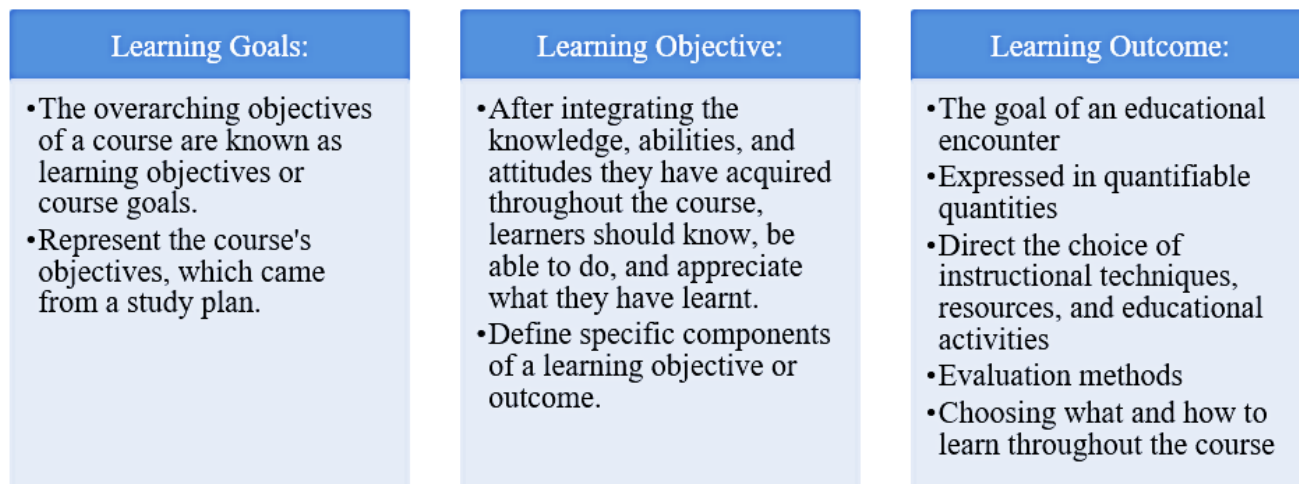 Learning Goals:
•The overarching objectives
of a course are known as
learning objectives or
course goals.
•Represent the course's
objectives, which came
from a study plan.
Learning Objective:
•After integrating the
knowledge, abilities, and
attitudes they have acquired
throughout the course,
learners should know, be
able to do, and appreciate
what they have learnt.
•Define specific components
of a learning objective or
outcome.
Learning Outcome:
•The goal of an educational
encounter
•Expressed in quantifiable
quantities
•Direct the choice of
instructional techniques,
resources, and educational
activities
•Evaluation methods
•Choosing what and how to
learn throughout the course